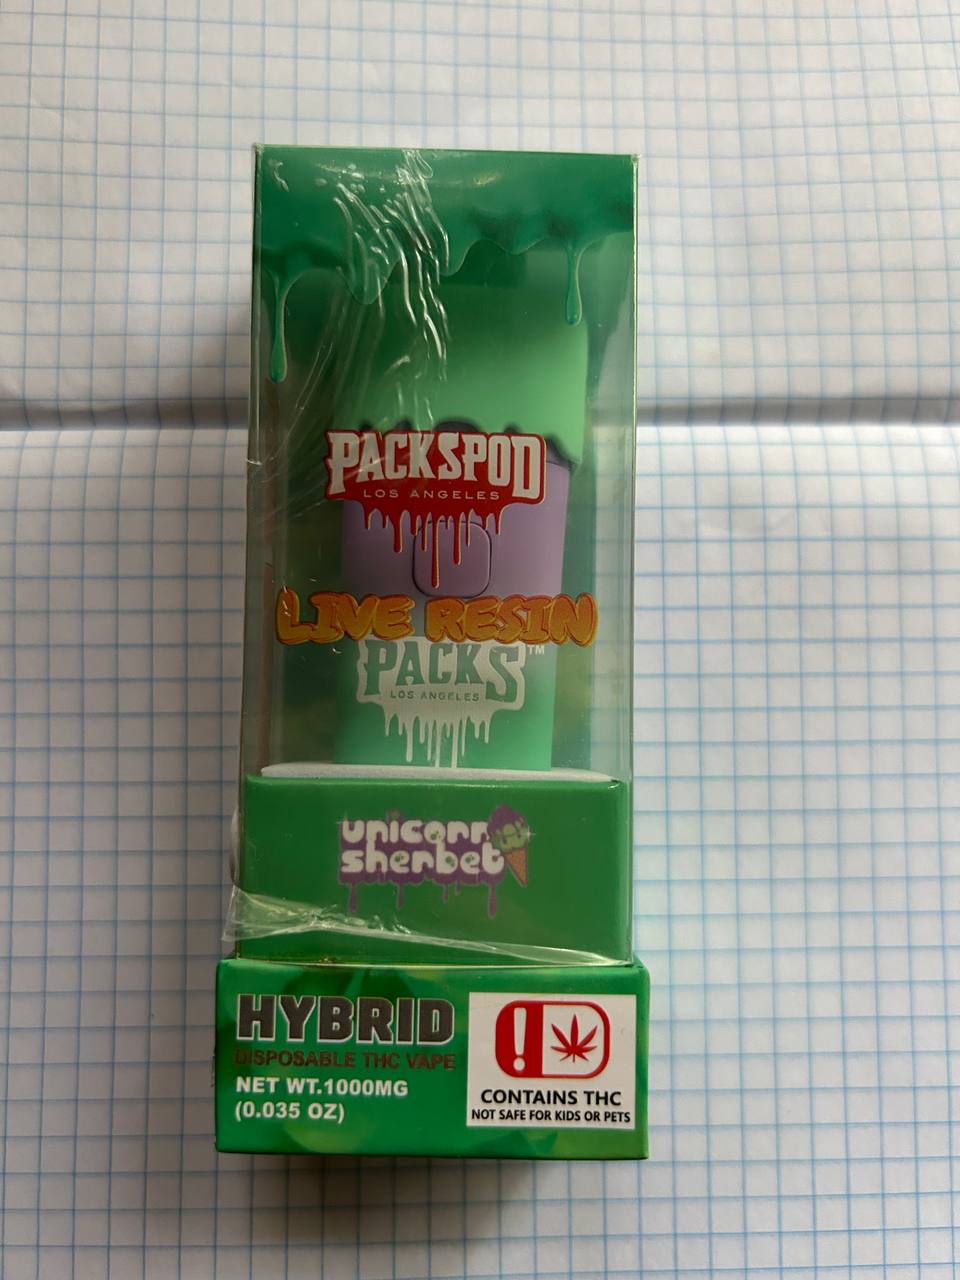 PACKSPOD
LOS ANGELES
LIVE RESIN
PACKS™
LOS ANGELES
unicorn
sherbet
HYBRID
DISPOSABLE THC VAPE
NET WT.1000MG
(0.035 OZ)
!
CONTAINS THC
NOT SAFE FOR KIDS OR PETS